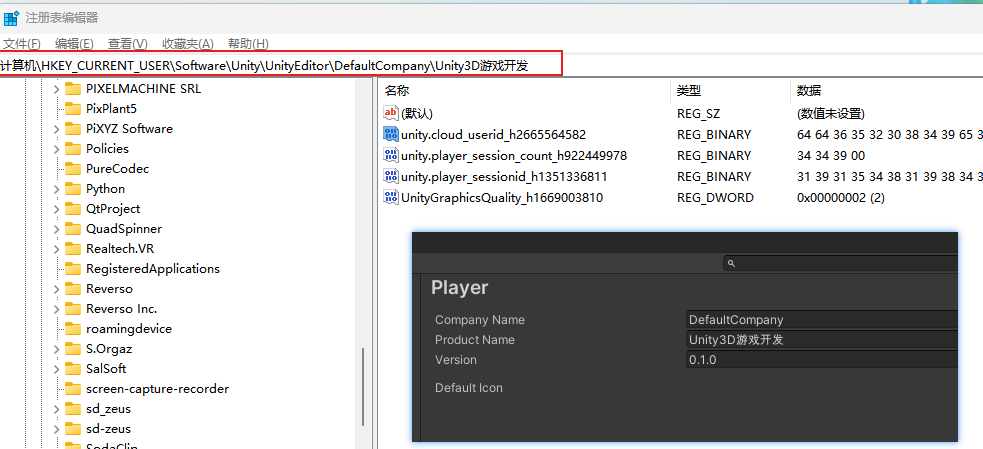 注册表编辑器
文件(F) 编辑(E) 查看(V) 收藏夹(A) 帮助(H)
计算机\HKEY_CURRENT_USER\Software\Unity\UnityEditor\DefaultCompany\Unity3D游戏开发
PIXELMACHINE SRL
PixPlant5
PiXYZ Software
Policies
PureCodec
Python
QtProject
QuadSpinner
Realtech.VR
RegisteredApplications
Reverso
Reverso Inc.
roamingdevice
S.Orgaz
SalSoft
screen-capture-recorder
sd_zeus
sd-zeus
SodaClip
名称 类型 数据
(默认) REG_SZ (数值未设置)
unity.cloud_userid_h2665564582 REG_BINARY 64 64 36 35 32 30 38 34 39 65 3
unity.player_session_count_h922449978 REG_BINARY 34 34 39 00
unity.player_sessionid_h1351336811 REG_BINARY 31 39 31 35 34 38 31 39 38 34 3
UnityGraphicsQuality_h1669003810 REG_DWORD 0x00000002 (2)
Player
Company Name DefaultCompany
Product Name Unity3D游戏开发
Version 0.1.0
Default Icon